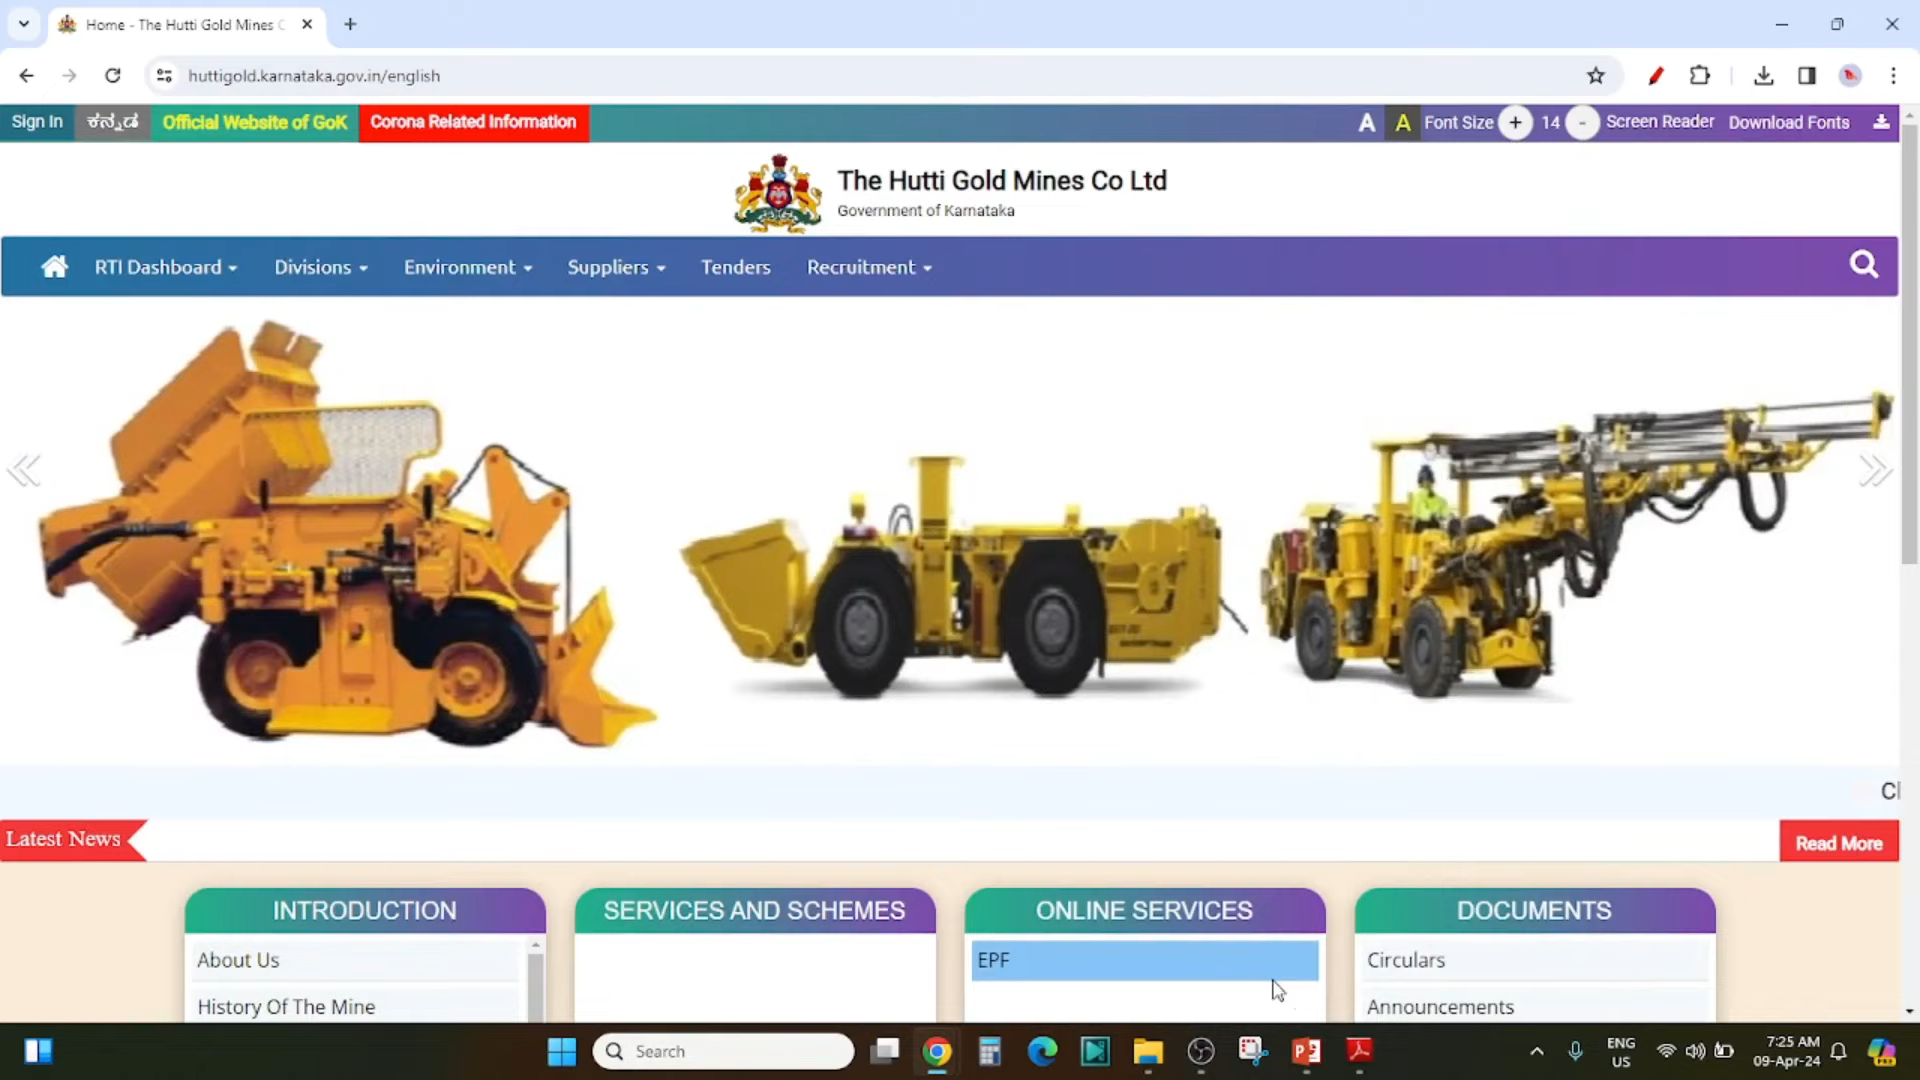 Home - The Hutti Gold Mines C
huttigold.karnataka.gov.in/english
Sign In ಕನ್ನಡ Official Website of GoK Corona Related Information A A Font Size + 14 - Screen Reader Download Fonts
The Hutti Gold Mines Co Ltd
Government of Karnataka
RTI Dashboard Divisions Environment Suppliers Tenders Recruitment
Latest News
Read More
INTRODUCTION
About Us
History Of The Mine
SERVICES AND SCHEMES
ONLINE SERVICES
EPF
DOCUMENTS
Circulars
Announcements
Search
ENG
US
7:25 AM
09-Apr-24